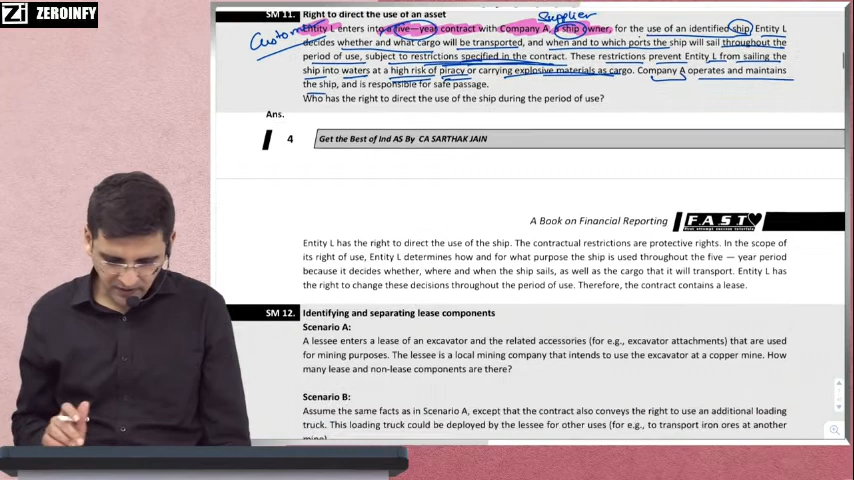 Zi ZEROINFY
SM 11. Right to direct the use of an asset
Supplier
Customer
Entity L enters into a five—year contract with Company A, a ship owner, for the use of an identified ship. Entity L
decides whether and what cargo will be transported, and when and to which ports the ship will sail throughout the
period of use, subject to restrictions specified in the contract. These restrictions prevent Entity L from sailing the
ship into waters at a high risk of piracy or carrying explosive materials as cargo. Company A operates and maintains
the ship, and is responsible for safe passage.
Who has the right to direct the use of the ship during the period of use?
Ans.
4 Get the Best of Ind AS By CA SARTHAK JAIN
A Book on Financial Reporting F.A.S.T
first attempt success tutorials
Entity L has the right to direct the use of the ship. The contractual restrictions are protective rights. In the scope of
its right of use, Entity L determines how and for what purpose the ship is used throughout the five — year period
because it decides whether, where and when the ship sails, as well as the cargo that it will transport. Entity L has
the right to change these decisions throughout the period of use. Therefore, the contract contains a lease.
SM 12. Identifying and separating lease components
Scenario A:
A lessee enters a lease of an excavator and the related accessories (for e.g., excavator attachments) that are used
for mining purposes. The lessee is a local mining company that intends to use the excavator at a copper mine. How
many lease and non-lease components are there?
Scenario B:
Assume the same facts as in Scenario A, except that the contract also conveys the right to use an additional loading
truck. This loading truck could be deployed by the lessee for other uses (for e.g., to transport iron ores at another
mine).